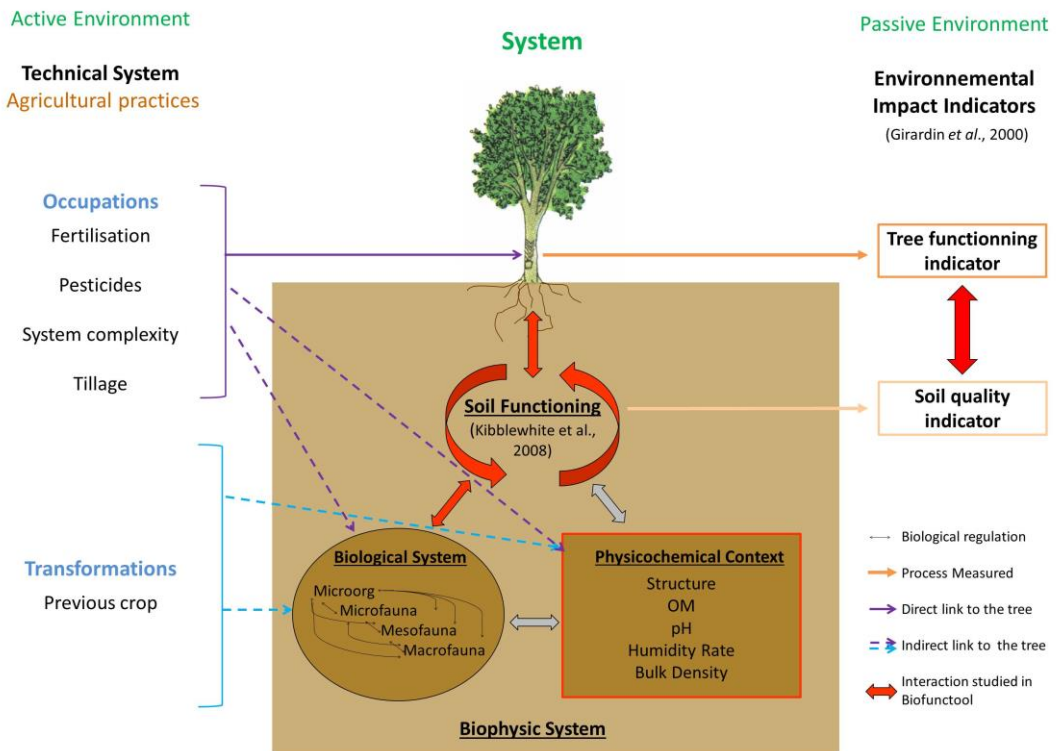 Active Environment
Technical System
Agricultural practices
Occupations
Fertilisation
Pesticides
System complexity
Tillage
Transformations
Previous crop
System
Soil Functioning
(Kibblewhite et al.,
2008)
Biological System
Microorg
Microfauna
Mesofauna
Macrofauna
Physicochemical Context
Structure
OM
pH
Humidity Rate
Bulk Density
Biophysic System
Passive Environment
Environnemental
Impact Indicators
(Girardin et al., 2000)
Tree functionning
indicator
Soil quality
indicator
Biological regulation
Process Measured
Direct link to the tree
Indirect link to the tree
Interaction studied in
Biofunctool